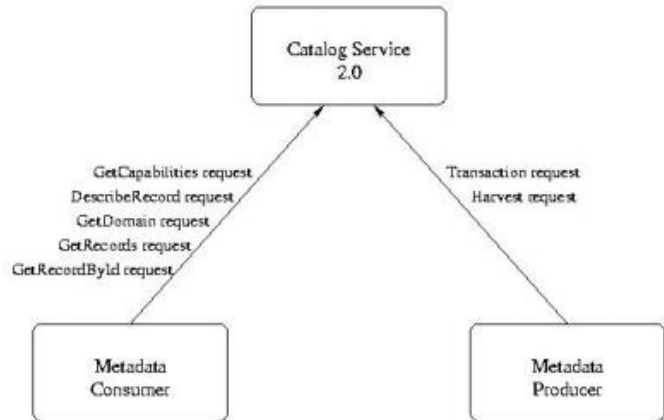 Catalog Service
2.0
GetCapabilities request
DescribeRecord request
GetDomain request
GetRecords request
GetRecordById request
Transaction request
Harvest request
Metadata
Consumer
Metadata
Producer